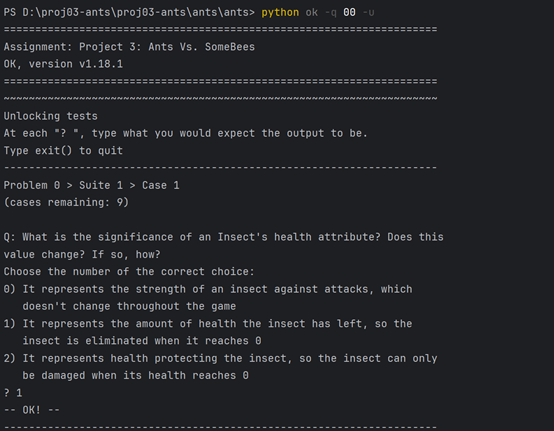 PS D:\proj03-ants\proj03-ants\ants\ants> python ok -q 00 -u
=====================================================================
Assignment: Project 3: Ants Vs. SomeBees
OK, version v1.18.1
=====================================================================
~~~~~~~~~~~~~~~~~~~~~~~~~~~~~~~~~~~~~~~~~~~~~~~~~~~~~~~~~~~~~~~~~~~~~
Unlocking tests
At each "? ", type what you would expect the output to be.
Type exit() to quit
---------------------------------------------------------------------
Problem 0 > Suite 1 > Case 1
(cases remaining: 9)
Q: What is the significance of an Insect's health attribute? Does this
value change? If so, how?
Choose the number of the correct choice:
0) It represents the strength of an insect against attacks, which
doesn't change throughout the game
1) It represents the amount of health the insect has left, so the
insect is eliminated when it reaches 0
2) It represents health protecting the insect, so the insect can only
be damaged when its health reaches 0
? 1
-- OK! --
---------------------------------------------------------------------